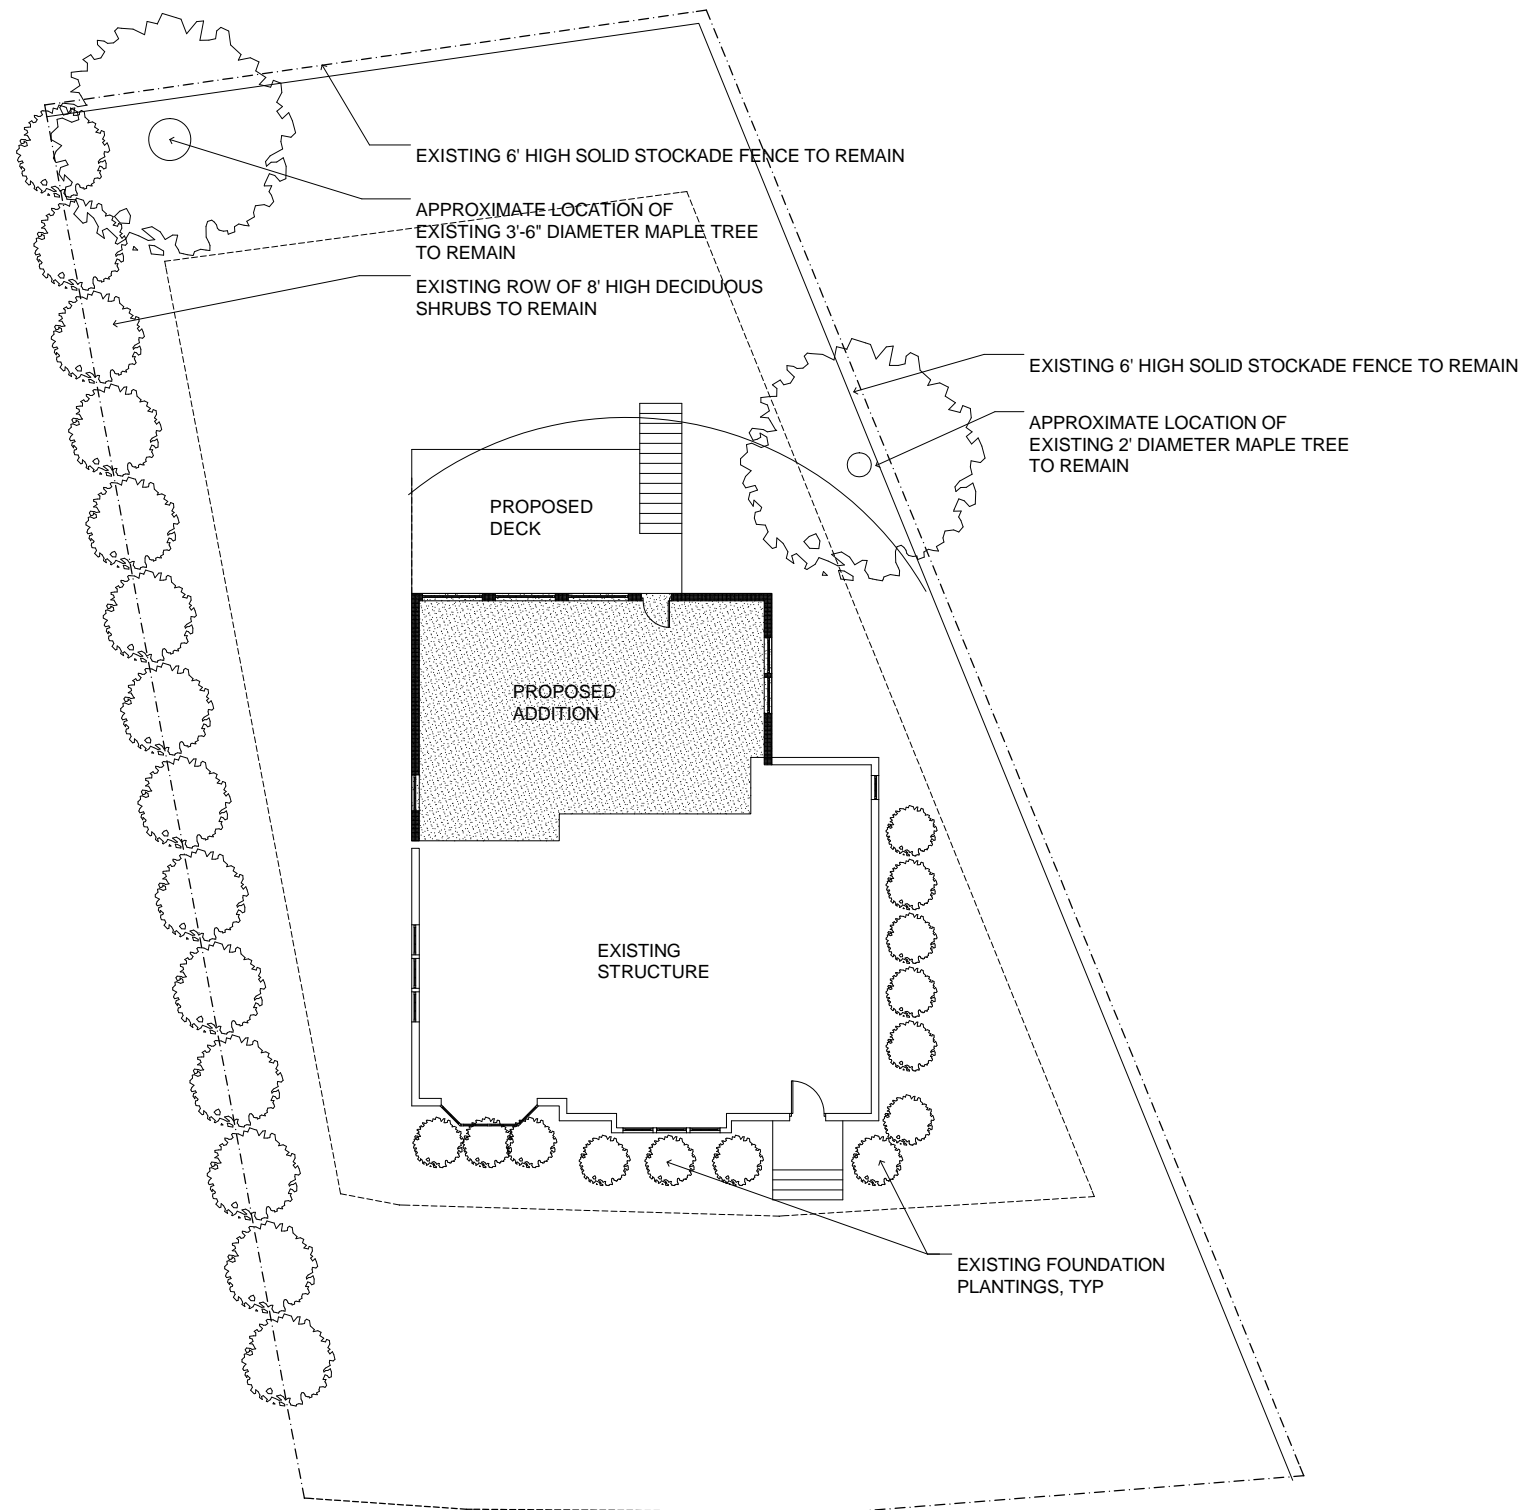 EXISTING 6' HIGH SOLID STOCKADE FENCE TO REMAIN
APPROXIMATE LOCATION OF
EXISTING 3'-6" DIAMETER MAPLE TREE
TO REMAIN
EXISTING ROW OF 8' HIGH DECIDUOUS
SHRUBS TO REMAIN
EXISTING 6' HIGH SOLID STOCKADE FENCE TO REMAIN
APPROXIMATE LOCATION OF
EXISTING 2' DIAMETER MAPLE TREE
TO REMAIN
PROPOSED
DECK
PROPOSED
ADDITION
EXISTING
STRUCTURE
EXISTING FOUNDATION
PLANTINGS, TYP